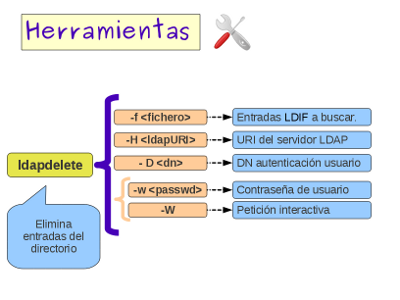 Herramientas
-f <fichero>
Entradas LDIF a buscar.
-H <ldapURI>
URI del servidor LDAP
ldapdelete
- D <dn>
DN autenticación usuario
-w <passwd>
Contraseña de usuario
-W
Petición interactiva
Elimina
entradas del
directorio